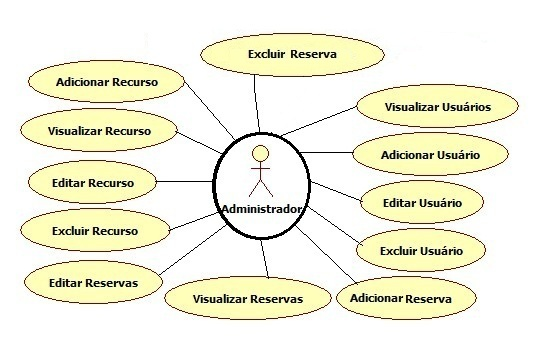 Excluir Reserva
Adicionar Recurso
Visualizar Usuários
Visualizar Recurso
Adicionar Usuário
Editar Recurso
Editar Usuário
Administrador
Excluir Recurso
Excluir Usuário
Editar Reservas
Visualizar Reservas
Adicionar Reserva